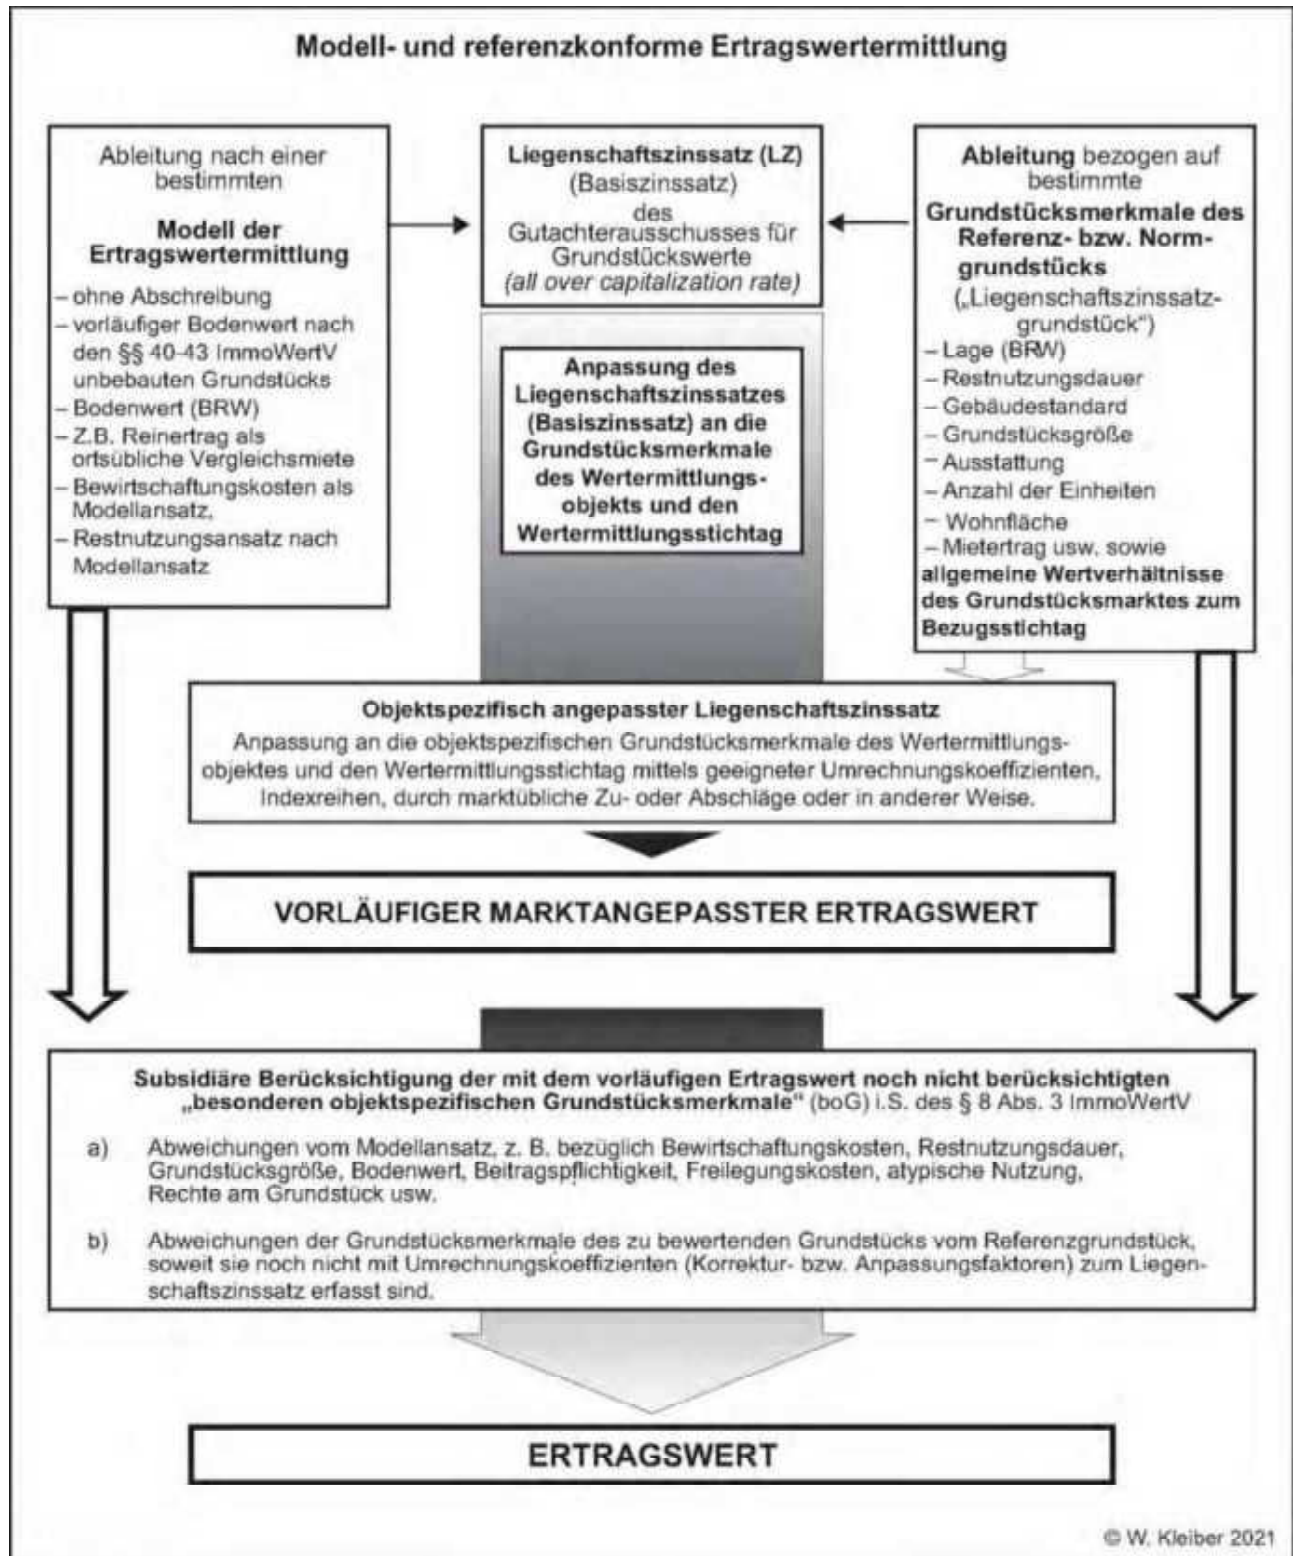 Modell- und referenzkonforme Ertragswertermittlung
Ableitung nach einer
bestimmten
Modell der
Ertragswertermittlung
– ohne Abschreibung
– vorläufiger Bodenwert nach
den §§ 40-43 ImmoWertV
unbebauten Grundstücks
– Bodenwert (BRW)
– Z.B. Reinertrag als
ortsübliche Vergleichsmiete
– Bewirtschaftungskosten als
Modellansatz,
– Restnutzungsansatz nach
Modellansatz
Liegenschaftszinssatz (LZ)
(Basiszinssatz)
des
Gutachterausschusses für
Grundstückswerte
(all over capitalization rate)
Anpassung des
Liegenschaftszinssatzes
(Basiszinssatz) an die
Grundstücksmerkmale
des Wertermittlungs-
objekts und den
Wertermittlungsstichtag
Ableitung bezogen auf
bestimmte
Grundstücksmerkmale des
Referenz- bzw. Norm-
grundstücks
(„Liegenschaftszinssatz-
grundstück“)
– Lage (BRW)
– Restnutzungsdauer
– Gebäudestandard
– Grundstücksgröße
– Ausstattung
– Anzahl der Einheiten
– Wohnfläche
– Mietertrag usw. sowie
allgemeine Wertverhältnisse
des Grundstücksmarktes zum
Bezugsstichtag
Objektspezifisch angepasster Liegenschaftszinssatz
Anpassung an die objektspezifischen Grundstücksmerkmale des Wertermittlungs-
objektes und den Wertermittlungsstichtag mittels geeigneter Umrechnungskoeffizienten,
Indexreihen, durch marktübliche Zu- oder Abschläge oder in anderer Weise.
VORLÄUFIGER MARKTANGEPASSTER ERTRAGSWERT
Subsidiäre Berücksichtigung der mit dem vorläufigen Ertragswert noch nicht berücksichtigten
„besonderen objektspezifischen Grundstücksmerkmale“ (boG) i.S. des § 8 Abs. 3 ImmoWertV
a) Abweichungen vom Modellansatz, z. B. bezüglich Bewirtschaftungskosten, Restnutzungsdauer,
Grundstücksgröße, Bodenwert, Beitragspflichtigkeit, Freilegungskosten, atypische Nutzung,
Rechte am Grundstück usw.
b) Abweichungen der Grundstücksmerkmale des zu bewertenden Grundstücks vom Referenzgrundstück,
soweit sie noch nicht mit Umrechnungskoeffizienten (Korrektur- bzw. Anpassungsfaktoren) zum Liegen-
schaftszinssatz erfasst sind.
ERTRAGSWERT
© W. Kleiber 2021